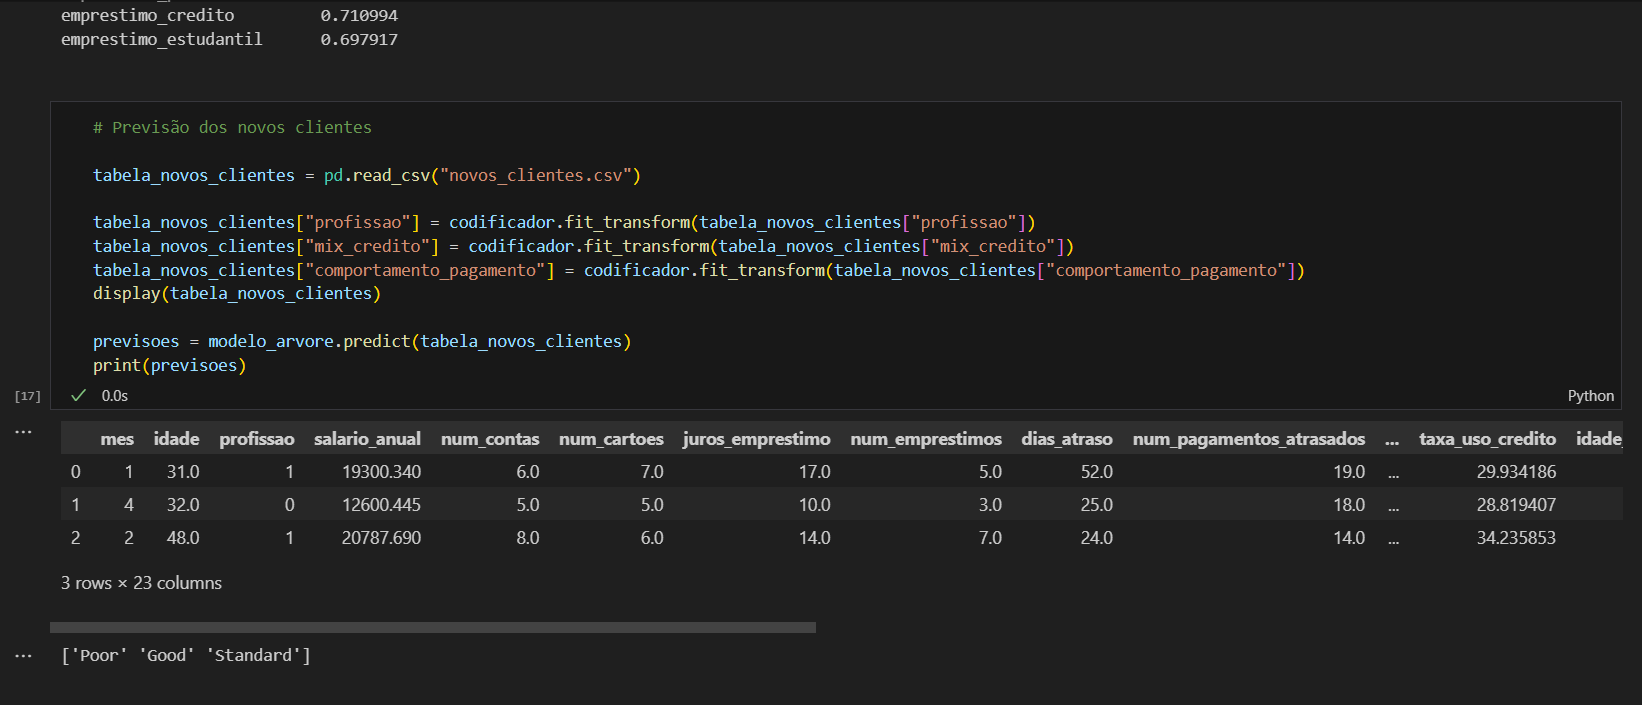 emprestimo_credito 0.710994
emprestimo_estudantil 0.697917
# Previsão dos novos clientes
tabela_novos_clientes = pd.read_csv("novos_clientes.csv")
tabela_novos_clientes["profissao"] = codificador.fit_transform(tabela_novos_clientes["profissao"])
tabela_novos_clientes["mix_credito"] = codificador.fit_transform(tabela_novos_clientes["mix_credito"])
tabela_novos_clientes["comportamento_pagamento"] = codificador.fit_transform(tabela_novos_clientes["comportamento_pagamento"])
display(tabela_novos_clientes)
previsoes = modelo_arvore.predict(tabela_novos_clientes)
print(previsoes)
[17] ✓ 0.0s Python
... mes idade profissao salario_anual num_contas num_cartoes juros_emprestimo num_emprestimos dias_atraso num_pagamentos_atrasados ... taxa_uso_credito idade_
0 1 31.0 1 19300.340 6.0 7.0 17.0 5.0 52.0 19.0 ... 29.934186
1 4 32.0 0 12600.445 5.0 5.0 10.0 3.0 25.0 18.0 ... 28.819407
2 2 48.0 1 20787.690 8.0 6.0 14.0 7.0 24.0 14.0 ... 34.235853
3 rows × 23 columns
... ['Poor' 'Good' 'Standard']